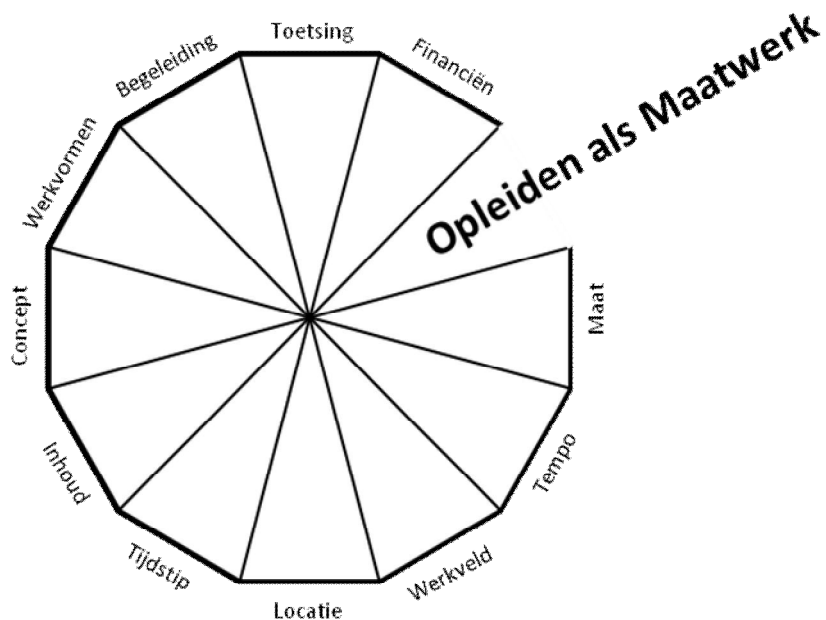 Toetsing
Financiën
Opleiden als Maatwerk
Maat
Tempo
Werkveld
Locatie
Tijdstip
Inhoud
Concept
Werkvormen
Begeleiding